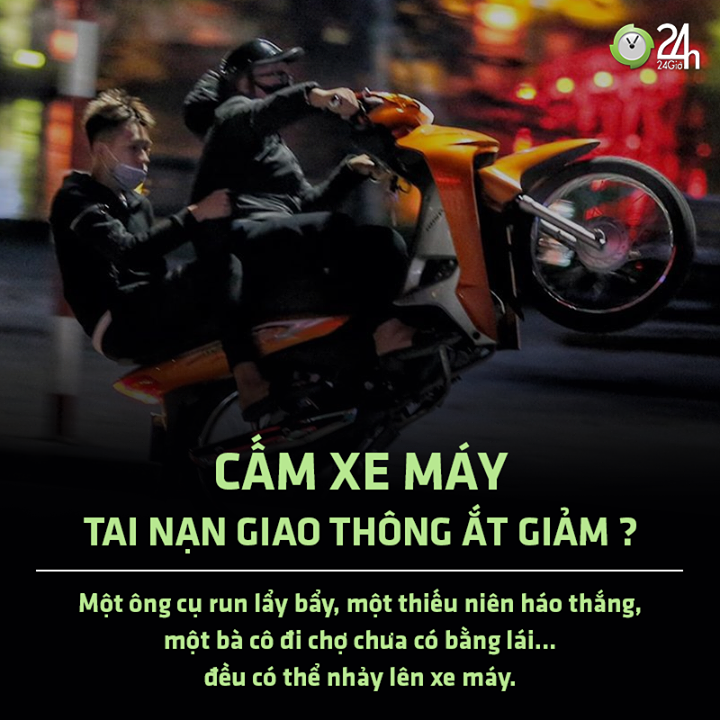 24h
24Giờ
CẤM XE MÁY
TAI NẠN GIAO THÔNG ẮT GIẢM ?
Một ông cụ run lẩy bẩy, một thiếu niên háo thắng,
một bà cô đi chợ chưa có bằng lái...
đều có thể nhảy lên xe máy.